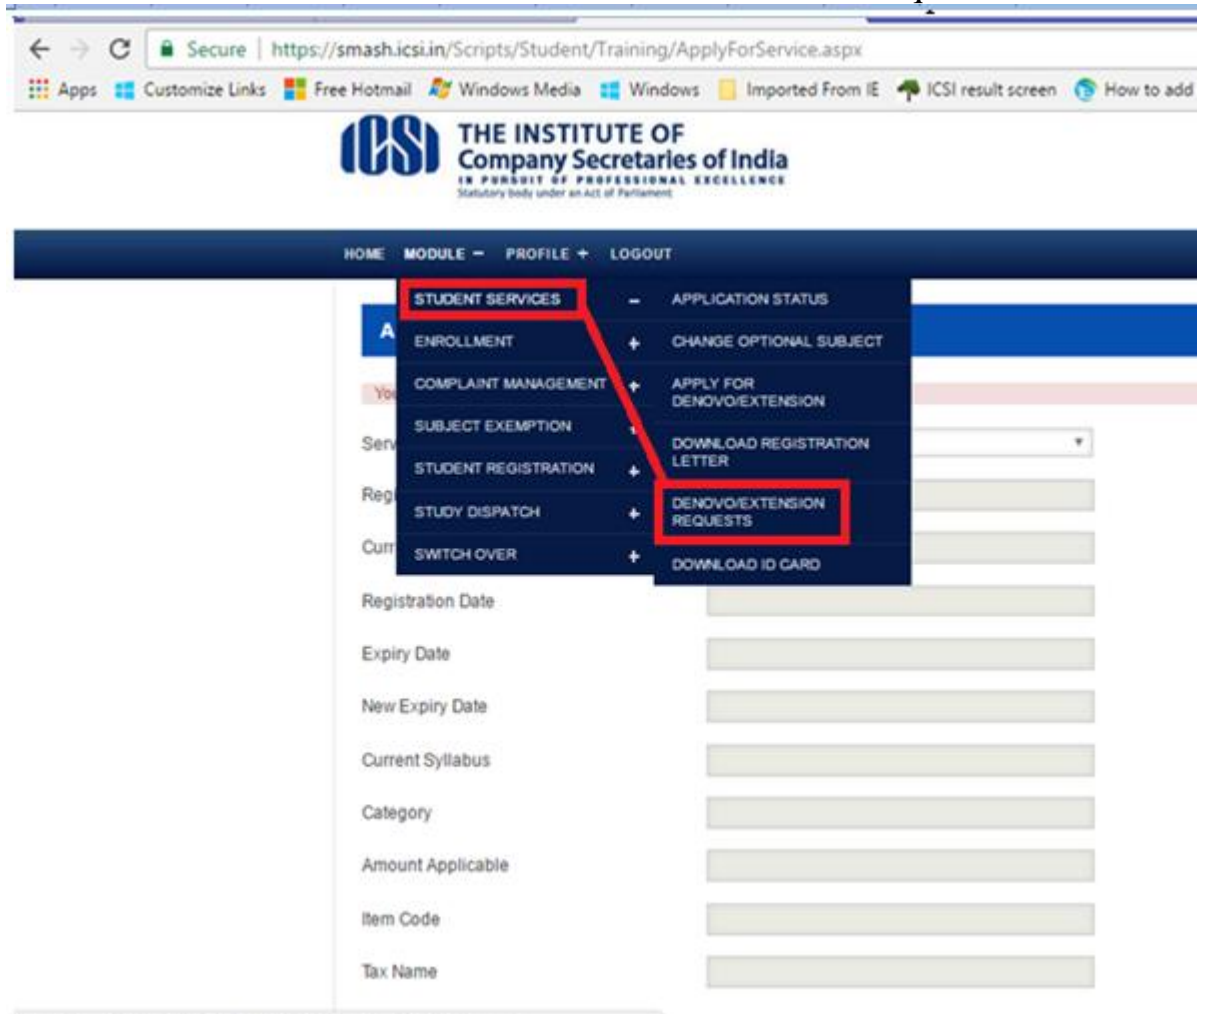 Secure | https://smash.icsi.in/Scripts/Student/Training/ApplyForService.aspx
Apps Customize Links Free Hotmail Windows Media Windows Imported From IE ICSI result screen How to add
ICSI
THE INSTITUTE OF
Company Secretaries of India
IN PURSUIT OF PROFESSIONAL EXCELLENCE
Statutory body under an Act of Parliament
HOME MODULE – PROFILE + LOGOUT
STUDENT SERVICES –
ENROLLMENT +
COMPLAINT MANAGEMENT +
SUBJECT EXEMPTION
STUDENT REGISTRATION +
STUDY DISPATCH +
SWITCH OVER +
APPLICATION STATUS
CHANGE OPTIONAL SUBJECT
APPLY FOR
DENOVO/EXTENSION
DOWNLOAD REGISTRATION
LETTER
DENOVO/EXTENSION
REQUESTS
DOWNLOAD ID CARD
A
You
Serv
Regi
Curr
Registration Date
Expiry Date
New Expiry Date
Current Syllabus
Category
Amount Applicable
Item Code
Tax Name